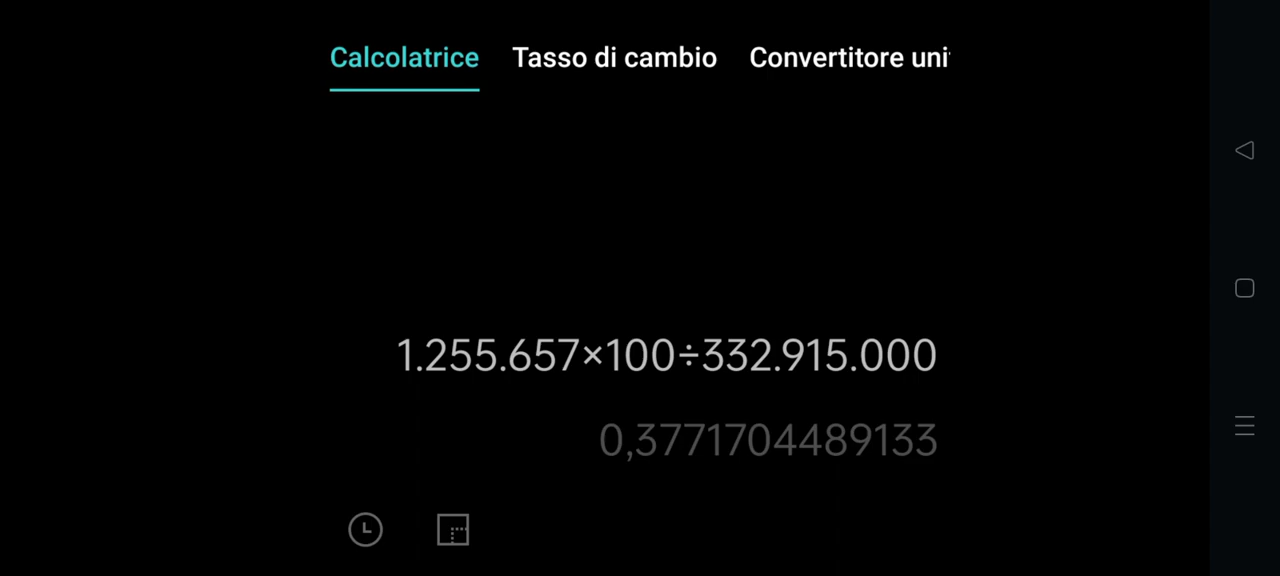 Calcolatrice Tasso di cambio Convertitore uni
1.255.657×100÷332.915.000
0,3771704489133